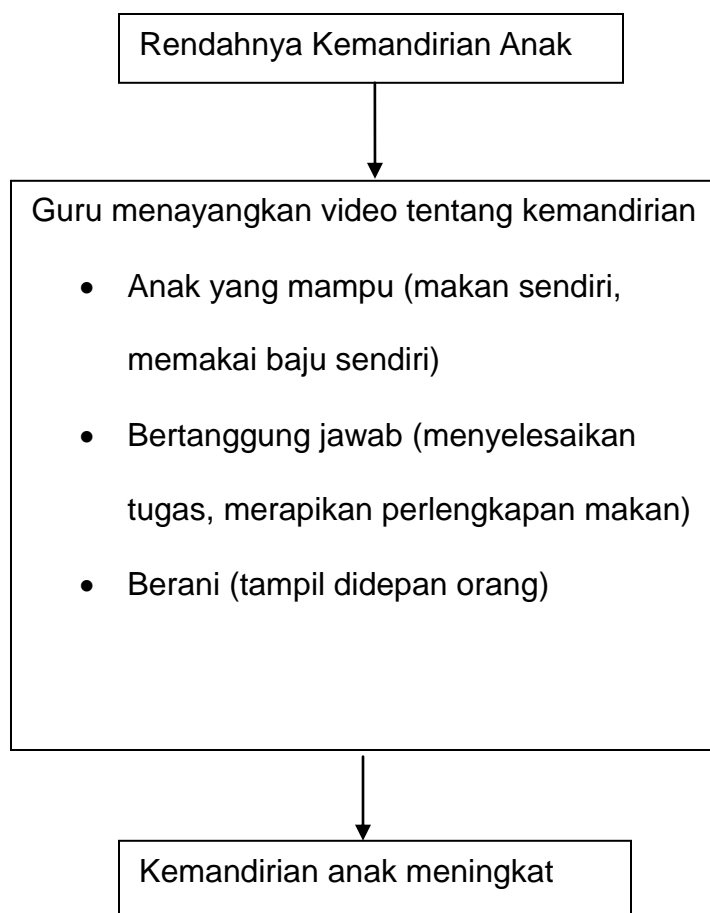 Rendahnya Kemandirian Anak
Guru menayangkan video tentang kemandirian
• Anak yang mampu (makan sendiri,
memakai baju sendiri)
• Bertanggung jawab (menyelesaikan
tugas, merapikan perlengkapan makan)
• Berani (tampil didepan orang)
Kemandirian anak meningkat